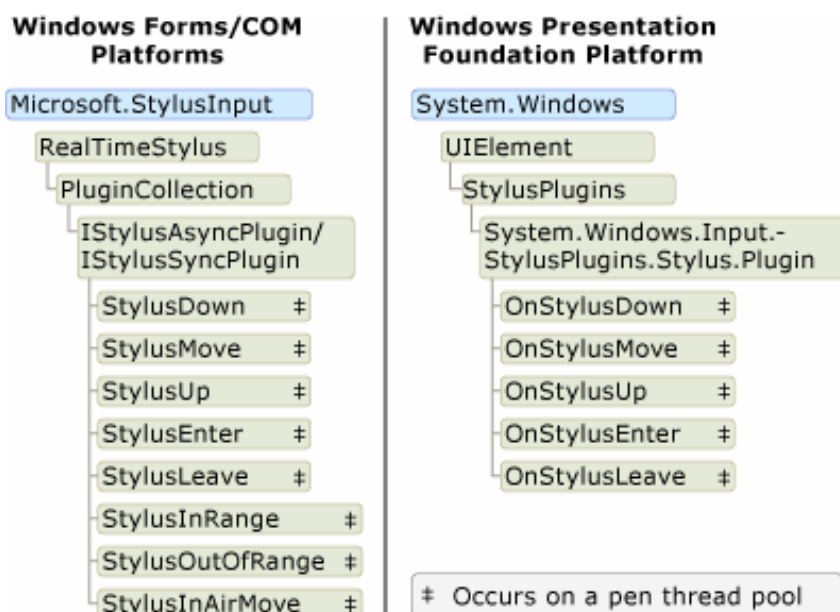 Windows Forms/COM
Platforms
Microsoft.StylusInput
RealTimeStylus
PluginCollection
IStylusAsyncPlugin/
IStylusSyncPlugin
StylusDown ‡
StylusMove ‡
StylusUp ‡
StylusEnter ‡
StylusLeave ‡
StylusInRange ‡
StylusOutOfRange ‡
StylusInAirMove ‡
Windows Presentation
Foundation Platform
System.Windows
UIElement
StylusPlugins
System.Windows.Input.-
StylusPlugins.Stylus.Plugin
OnStylusDown ‡
OnStylusMove ‡
OnStylusUp ‡
OnStylusEnter ‡
OnStylusLeave ‡
‡ Occurs on a pen thread pool